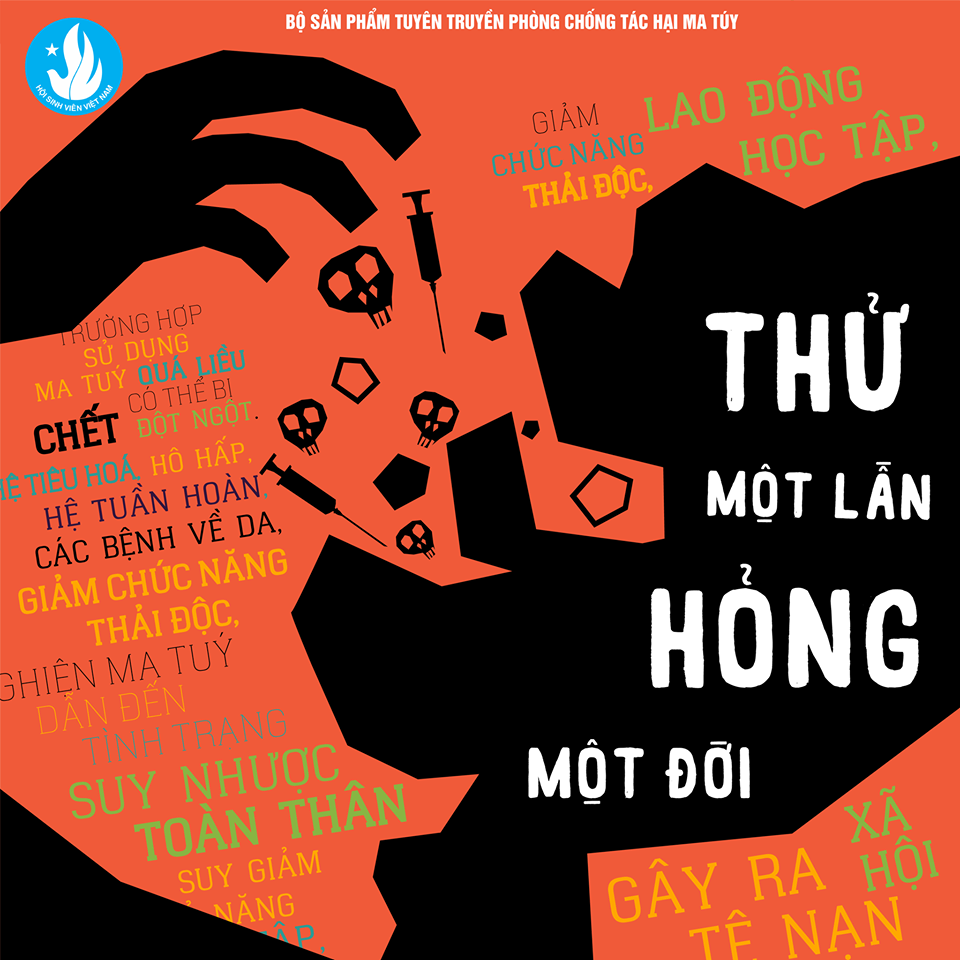 BỘ SẢN PHẨM TUYÊN TRUYỀN PHÒNG CHỐNG TÁC HẠI MA TÚY
HỘI SINH VIÊN VIỆT NAM
GIẢM
CHỨC NĂNG
THẢI ĐỘC,
LAO ĐỘNG
HỌC TẬP,
TRƯỜNG HỢP
SỬ DỤNG
MA TUÝ QUÁ LIỀU
CÓ THỂ BỊ
CHẾT ĐỘT NGỘT.
HỆ TIÊU HOÁ, HÔ HẤP,
HỆ TUẦN HOÀN.
CÁC BỆNH VỀ DA,
GIẢM CHỨC NĂNG
THẢI ĐỘC,
GHIỆN MA TUÝ
DẪN ĐẾN
TÌNH TRẠNG
SUY NHƯỢC
TOÀN THÂN
SUY GIẢM
NĂNG
THỬ
MỘT LẦN
HỎNG
MỘT ĐỜI
GÂY RA
XÃ
HỘI
TỆ NẠN